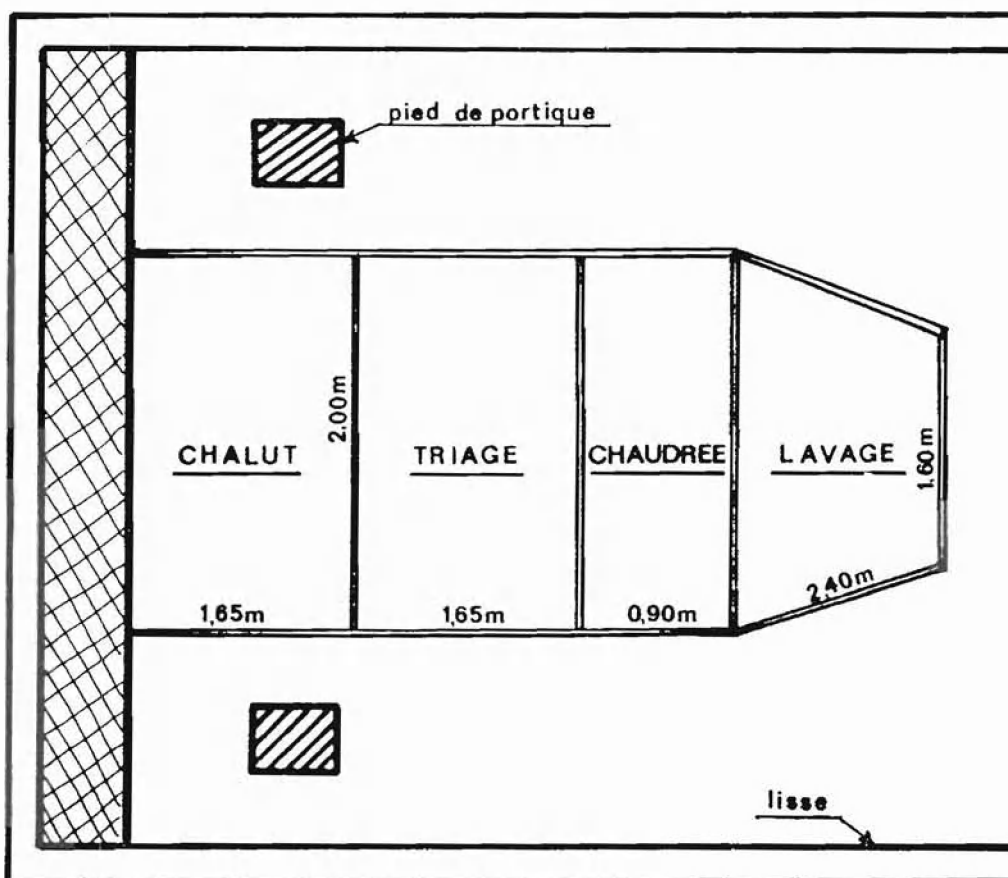 pied de portique
2.00m
CHALUT
TRIAGE
CHAUDREE
LAVAGE
1.60m
1,65m
1,65m
0,90m
2.40m
lisse